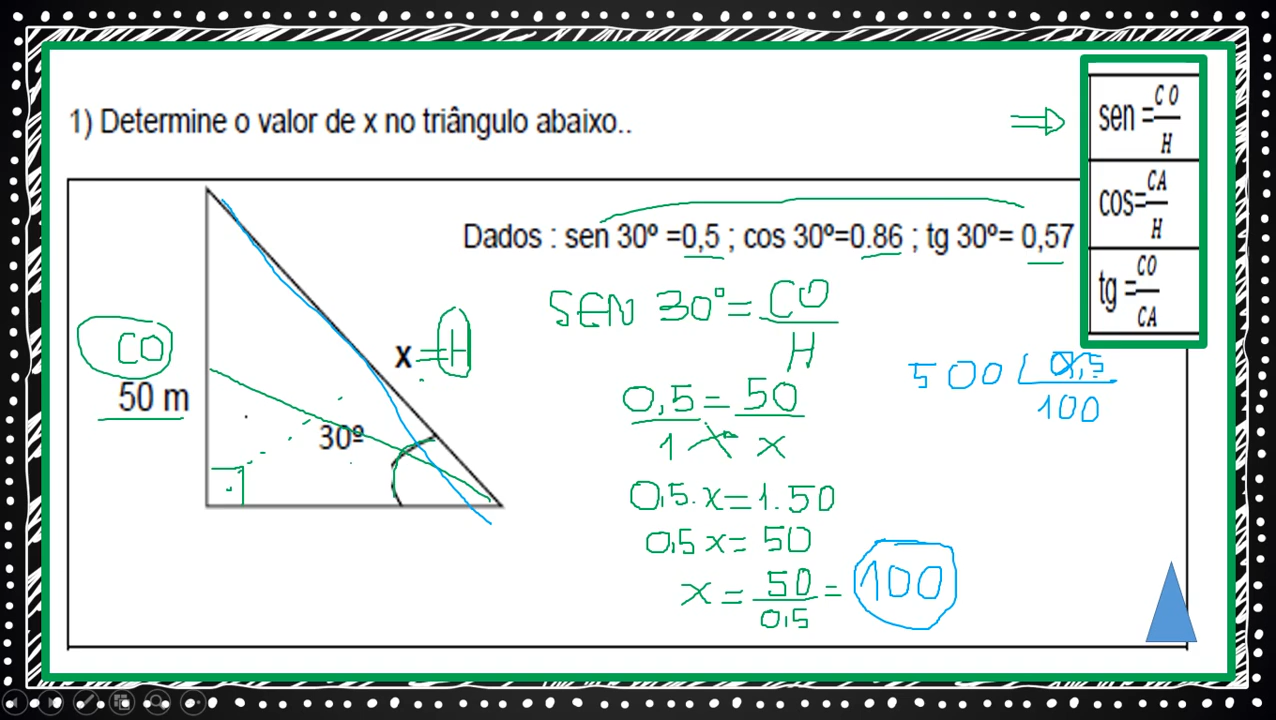 1) Determine o valor de x no triângulo abaixo..
⇒
sen = CO/H
cos = CA/H
tg = CO/CA
Dados : sen 30º =0,5 ; cos 30º=0.86 ; tg 30º= 0,57
CO
50 m
x = H
30º
SEN 30° = CO/H
0,5/1 = 50/x
0,5.x = 1.50
0,5x = 50
x = 50/0,5 = 100
500 0,5
100